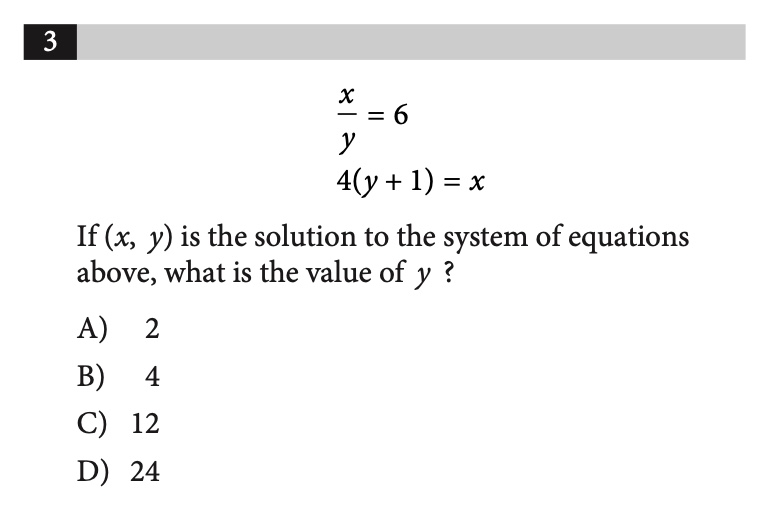 3
x/y = 6
4(y + 1) = x
If (x, y) is the solution to the system of equations
above, what is the value of y ?
A) 2
B) 4
C) 12
D) 24